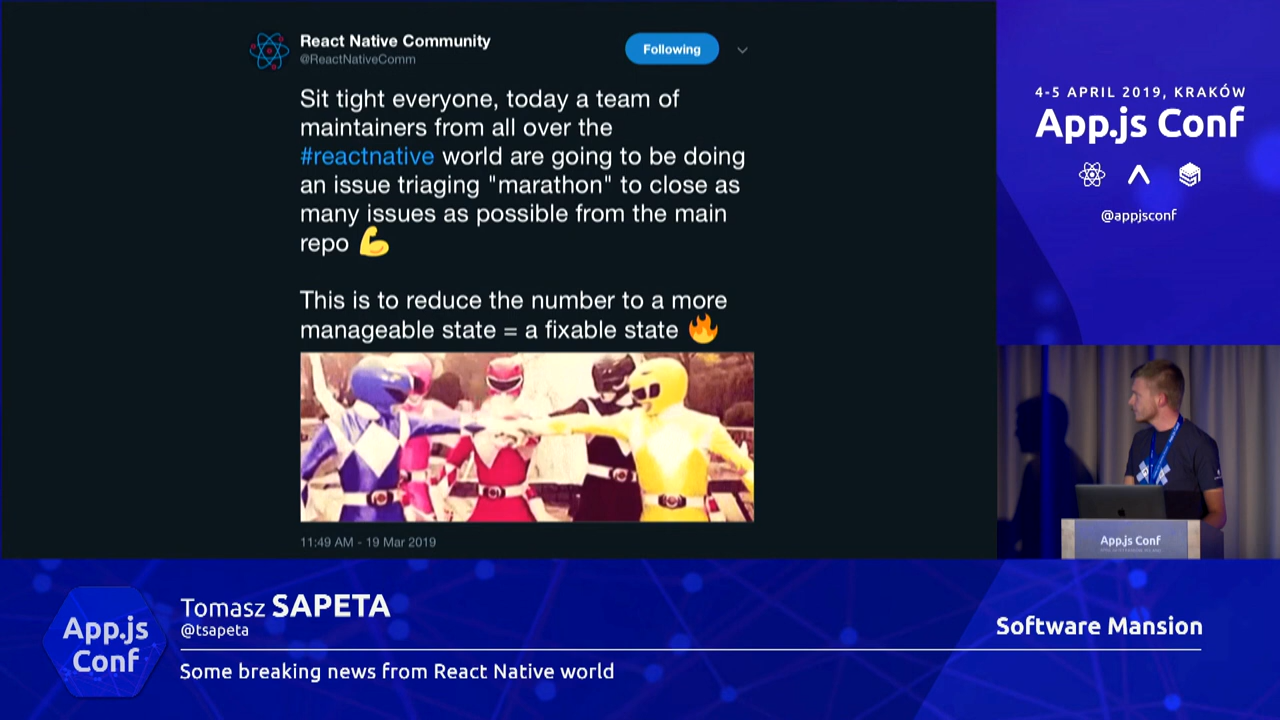 React Native Community
@ReactNativeComm
Following
Sit tight everyone, today a team of
maintainers from all over the
#reactnative world are going to be doing
an issue triaging "marathon" to close as
many issues as possible from the main
repo 💪
This is to reduce the number to a more
manageable state = a fixable state 🔥
11:49 AM - 19 Mar 2019
4-5 APRIL 2019, KRAKÓW
App.js Conf
@appjsconf
App.js Conf
App.js
Conf
Tomasz SAPETA
@tsapeta
Software Mansion
Some breaking news from React Native world